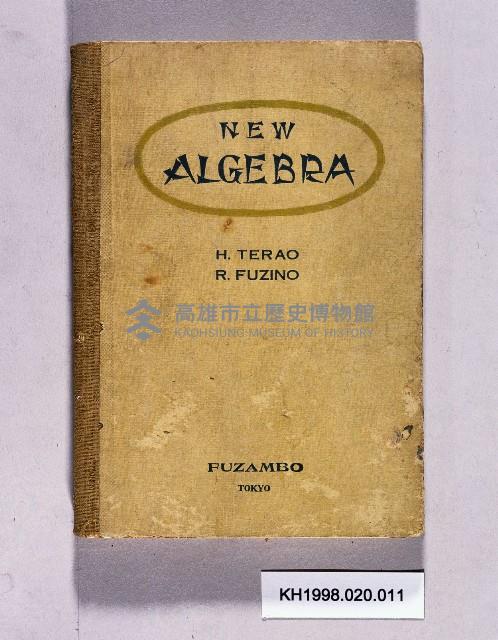 NEW
ALGEBRA
H. TERAO
R. FUZINO
高雄市立歷史博物館
KAOHSIUNG MUSEUM OF HISTORY
FUZAMBO
TOKYO
KH1998.020.011